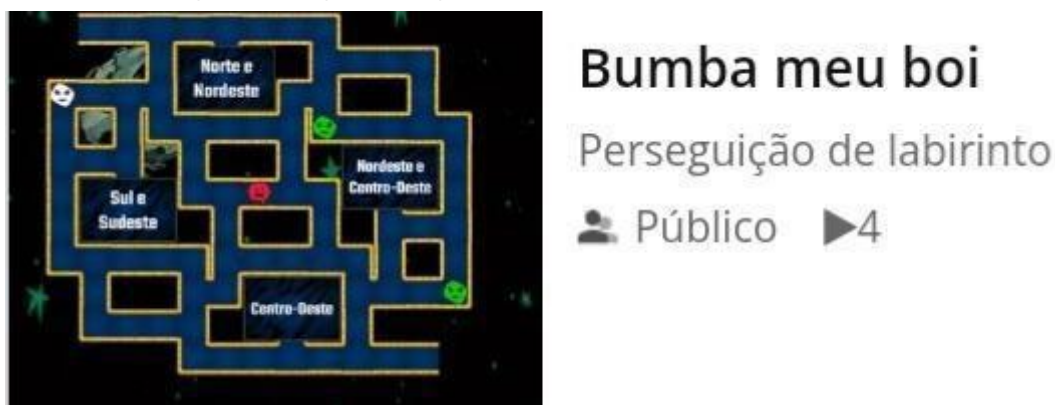 Norte e
Nordeste
Nordeste e
Centro-Oeste
Sul e
Sudeste
Centro-Oeste
Bumba meu boi
Perseguição de labirinto
Público 4